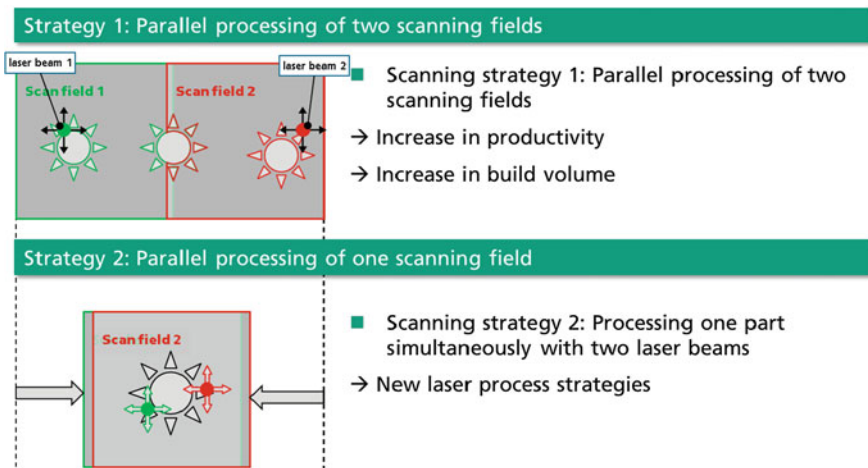 Strategy 1: Parallel processing of two scanning fields
laser beam 1
laser beam 2
Scan field 1
Scan field 2
■ Scanning strategy 1: Parallel processing of two
scanning fields
→ Increase in productivity
→ Increase in build volume
Strategy 2: Parallel processing of one scanning field
Scan field 2
■ Scanning strategy 2: Processing one part
simultaneously with two laser beams
→ New laser process strategies